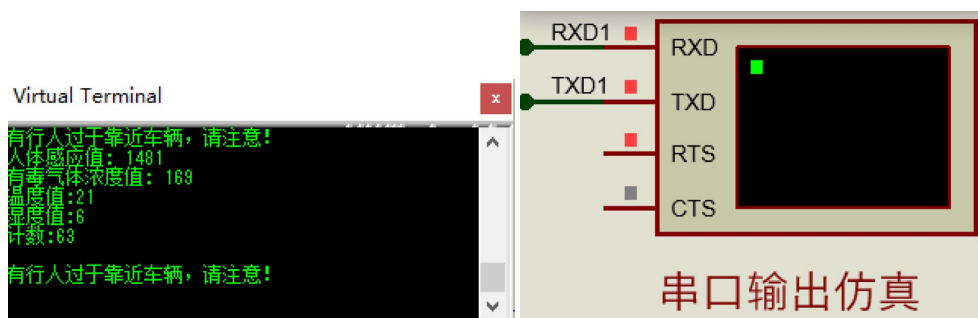 Virtual Terminal
x
有行人过于靠近车辆，请注意!
人体感应值: 1481
有毒气体浓度值: 169
温度值:21
湿度值:6
计数:63
有行人过于靠近车辆，请注意!
RXD1
RXD
TXD1
TXD
RTS
CTS
串口输出仿真